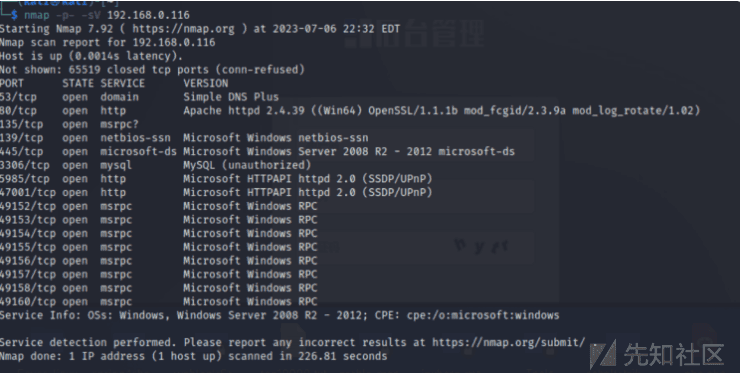 (kali㉿kali)-[~]
└─$ nmap -p- -sV 192.168.0.116
Starting Nmap 7.92 ( https://nmap.org ) at 2023-07-06 22:32 EDT
Nmap scan report for 192.168.0.116
Host is up (0.0014s latency).
Not shown: 65519 closed tcp ports (conn-refused)
PORT STATE SERVICE VERSION
53/tcp open domain Simple DNS Plus
80/tcp open http Apache httpd 2.4.39 ((Win64) OpenSSL/1.1.1b mod_fcgid/2.3.9a mod_log_rotate/1.02)
135/tcp open msrpc?
139/tcp open netbios-ssn Microsoft Windows netbios-ssn
445/tcp open microsoft-ds Microsoft Windows Server 2008 R2 - 2012 microsoft-ds
3306/tcp open mysql MySQL (unauthorized)
5985/tcp open http Microsoft HTTPAPI httpd 2.0 (SSDP/UPnP)
47001/tcp open http Microsoft HTTPAPI httpd 2.0 (SSDP/UPnP)
49152/tcp open msrpc Microsoft Windows RPC
49153/tcp open msrpc Microsoft Windows RPC
49154/tcp open msrpc Microsoft Windows RPC
49155/tcp open msrpc Microsoft Windows RPC
49156/tcp open msrpc Microsoft Windows RPC
49157/tcp open msrpc Microsoft Windows RPC
49158/tcp open msrpc Microsoft Windows RPC
49160/tcp open msrpc Microsoft Windows RPC
Service Info: OSs: Windows, Windows Server 2008 R2 - 2012; CPE: cpe:/o:microsoft:windows
Service detection performed. Please report any incorrect results at https://nmap.org/submit/ .
Nmap done: 1 IP address (1 host up) scanned in 226.81 seconds
后台管理
先知社区